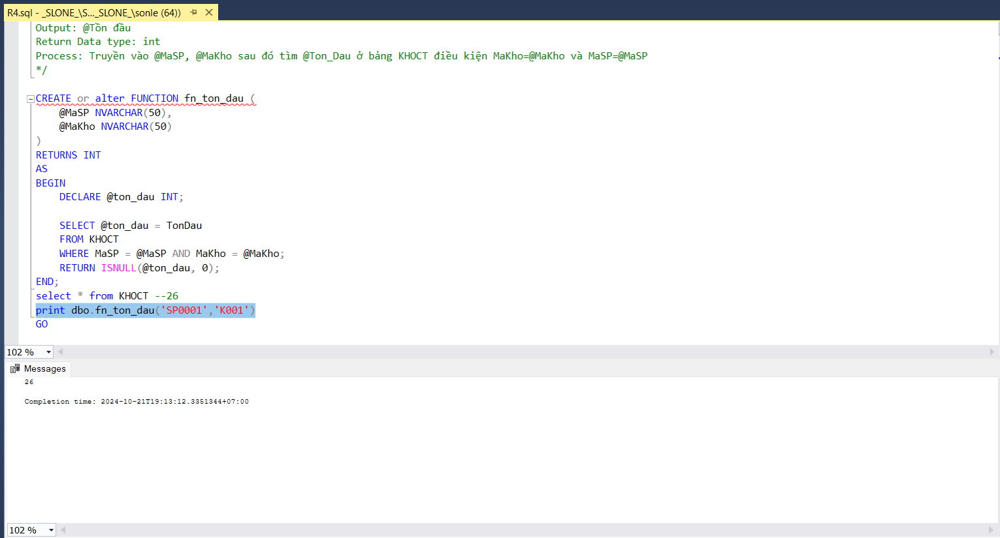 R4.sql - _SLONE_\S..._SLONE_\sonle (64))
Output: @Tồn đầu
Return Data type: int
Process: Truyền vào @MaSP, @MaKho sau đó tìm @Ton_Dau ở bảng KHOCT điều kiện MaKho=@MaKho và MaSP=@MaSP
*/
CREATE or alter FUNCTION fn_ton_dau (
@MaSP NVARCHAR(50),
@MaKho NVARCHAR(50)
)
RETURNS INT
AS
BEGIN
DECLARE @ton_dau INT;
SELECT @ton_dau = TonDau
FROM KHOCT
WHERE MaSP = @MaSP AND MaKho = @MaKho;
RETURN ISNULL(@ton_dau, 0);
END;
select * from KHOCT --26
print dbo.fn_ton_dau('SP0001','K001')
GO
102 %
Messages
26
Completion time: 2024-10-21T19:13:12.3351344+07:00
102 %